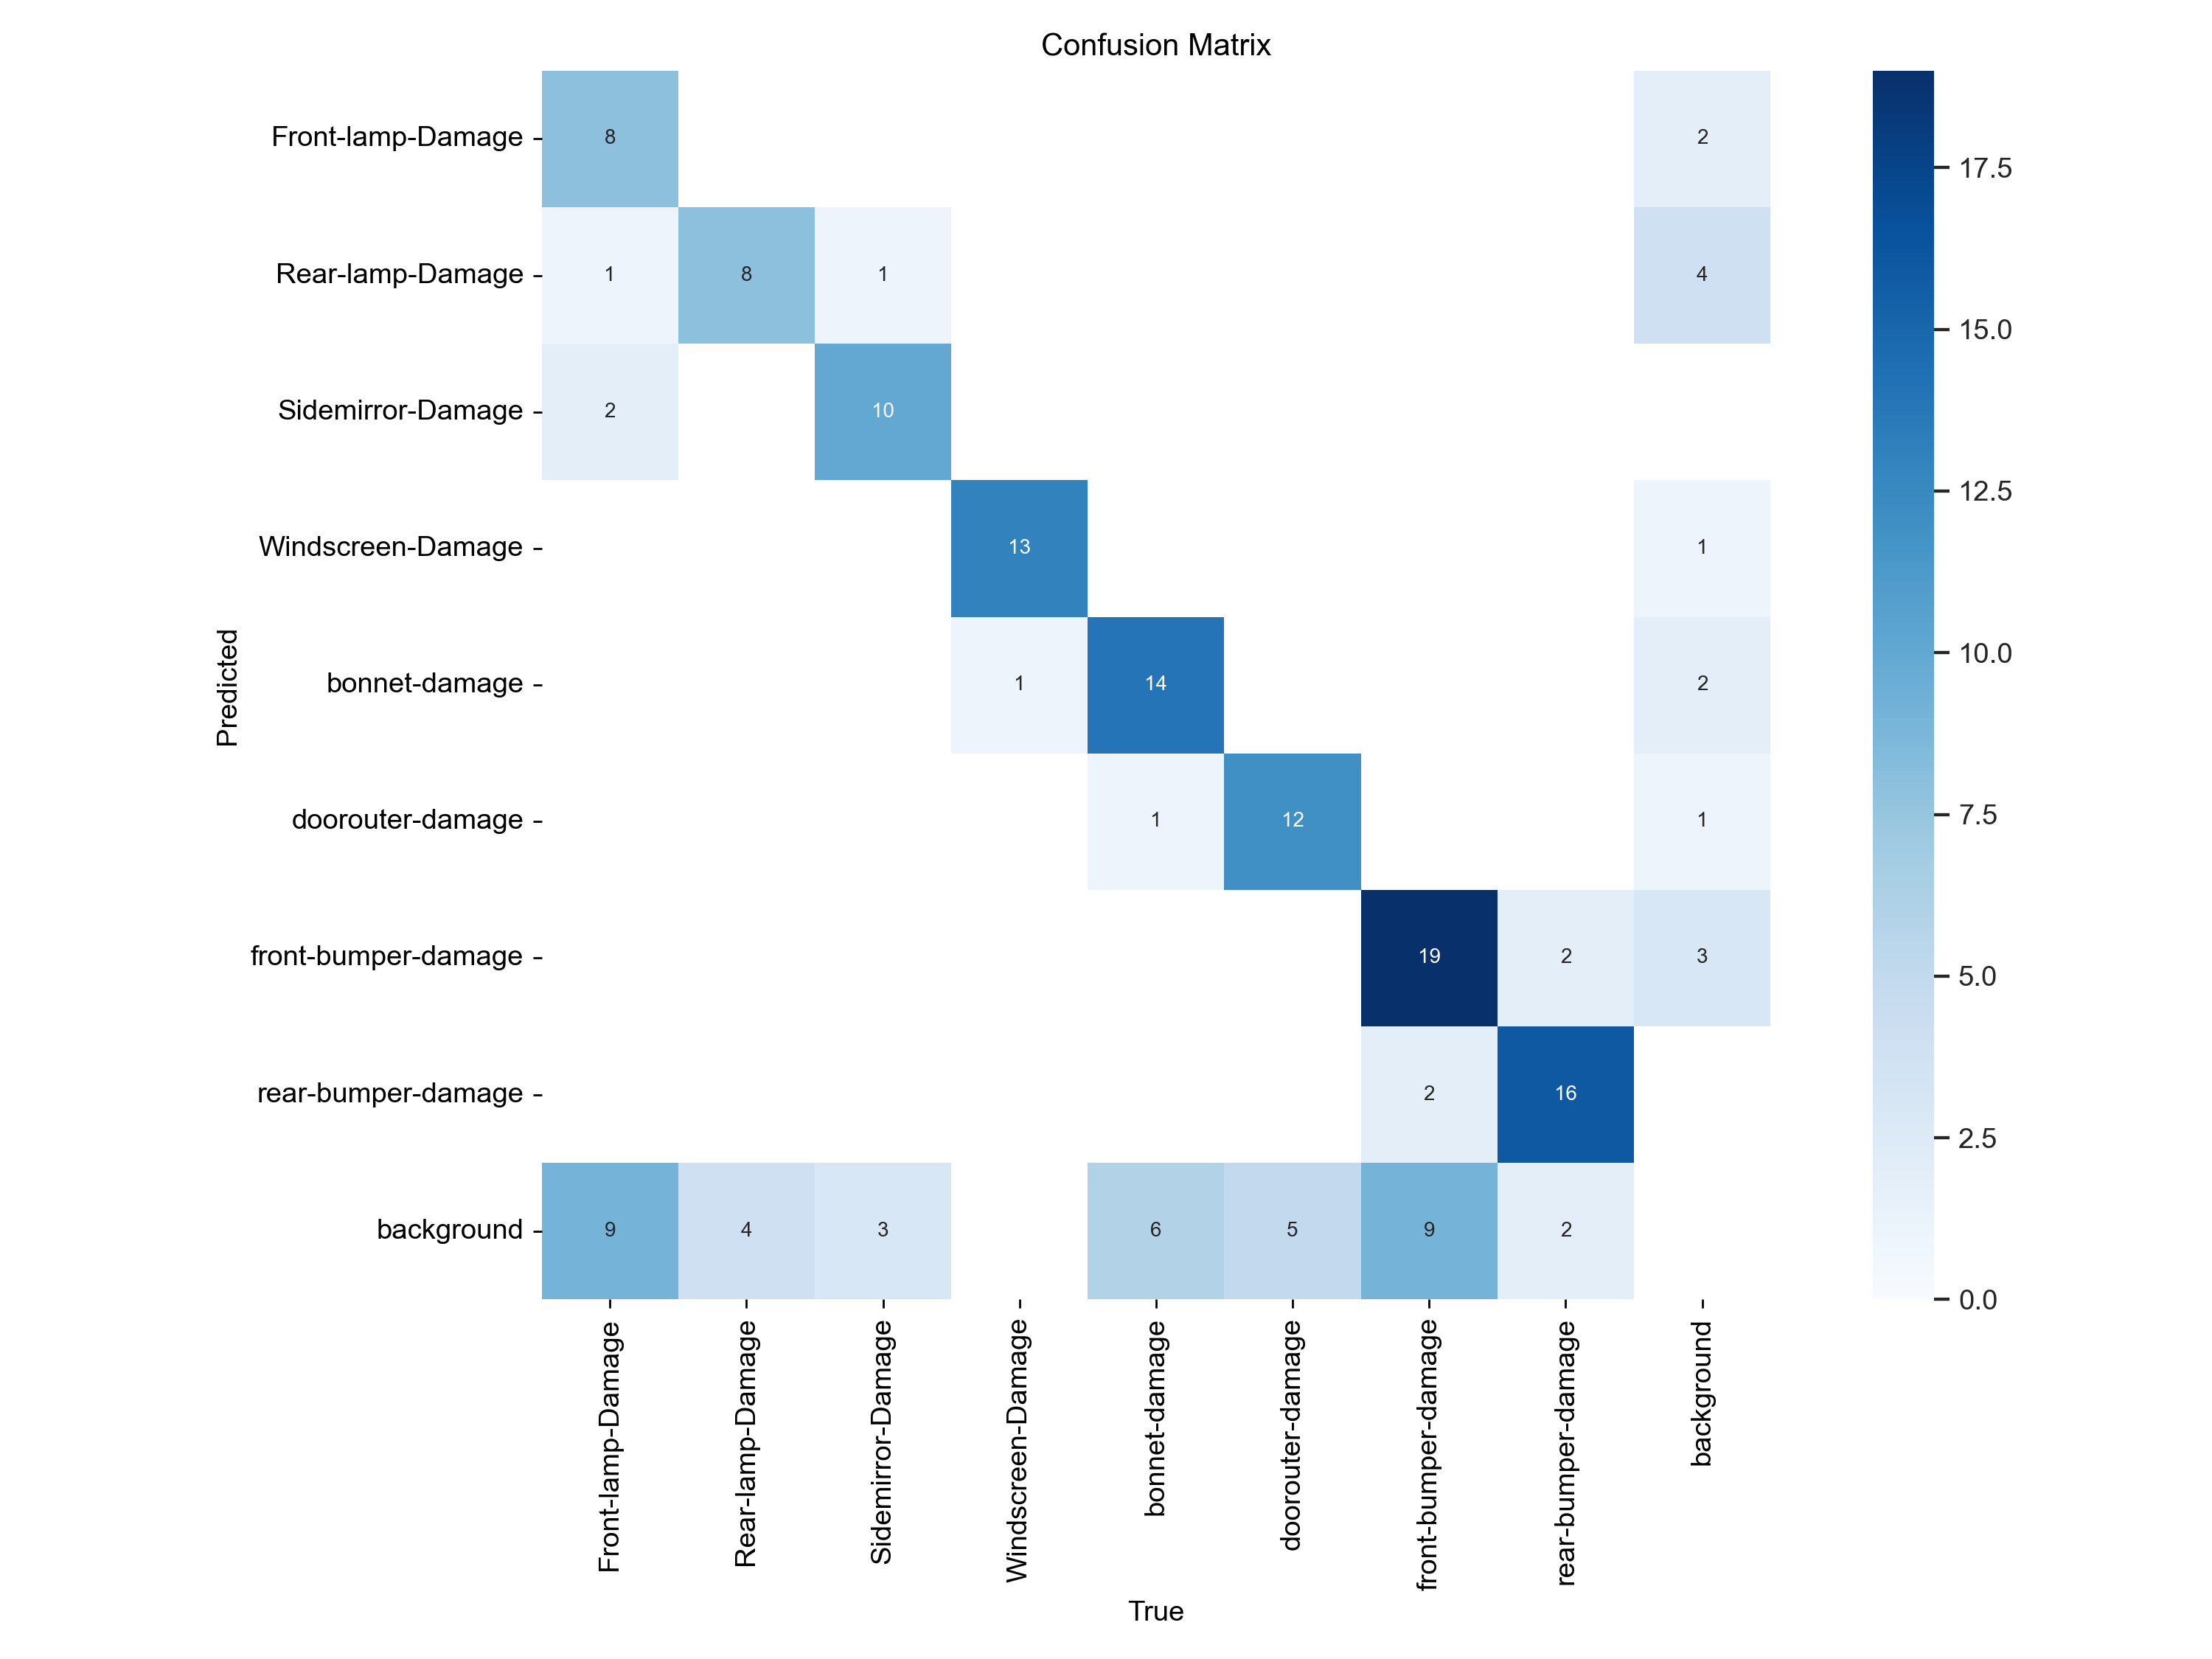 Confusion Matrix
Predicted
Front-lamp-Damage 8 2
Rear-lamp-Damage 1 8 1 4
Sidemirror-Damage 2 10
Windscreen-Damage 13 1
bonnet-damage 1 14 2
doorouter-damage 1 12 1
front-bumper-damage 19 2 3
rear-bumper-damage 2 16
background 9 4 3 6 5 9 2
Front-lamp-Damage
Rear-lamp-Damage
Sidemirror-Damage
Windscreen-Damage
bonnet-damage
doorouter-damage
front-bumper-damage
rear-bumper-damage
background
True
17.5
15.0
12.5
10.0
7.5
5.0
2.5
0.0